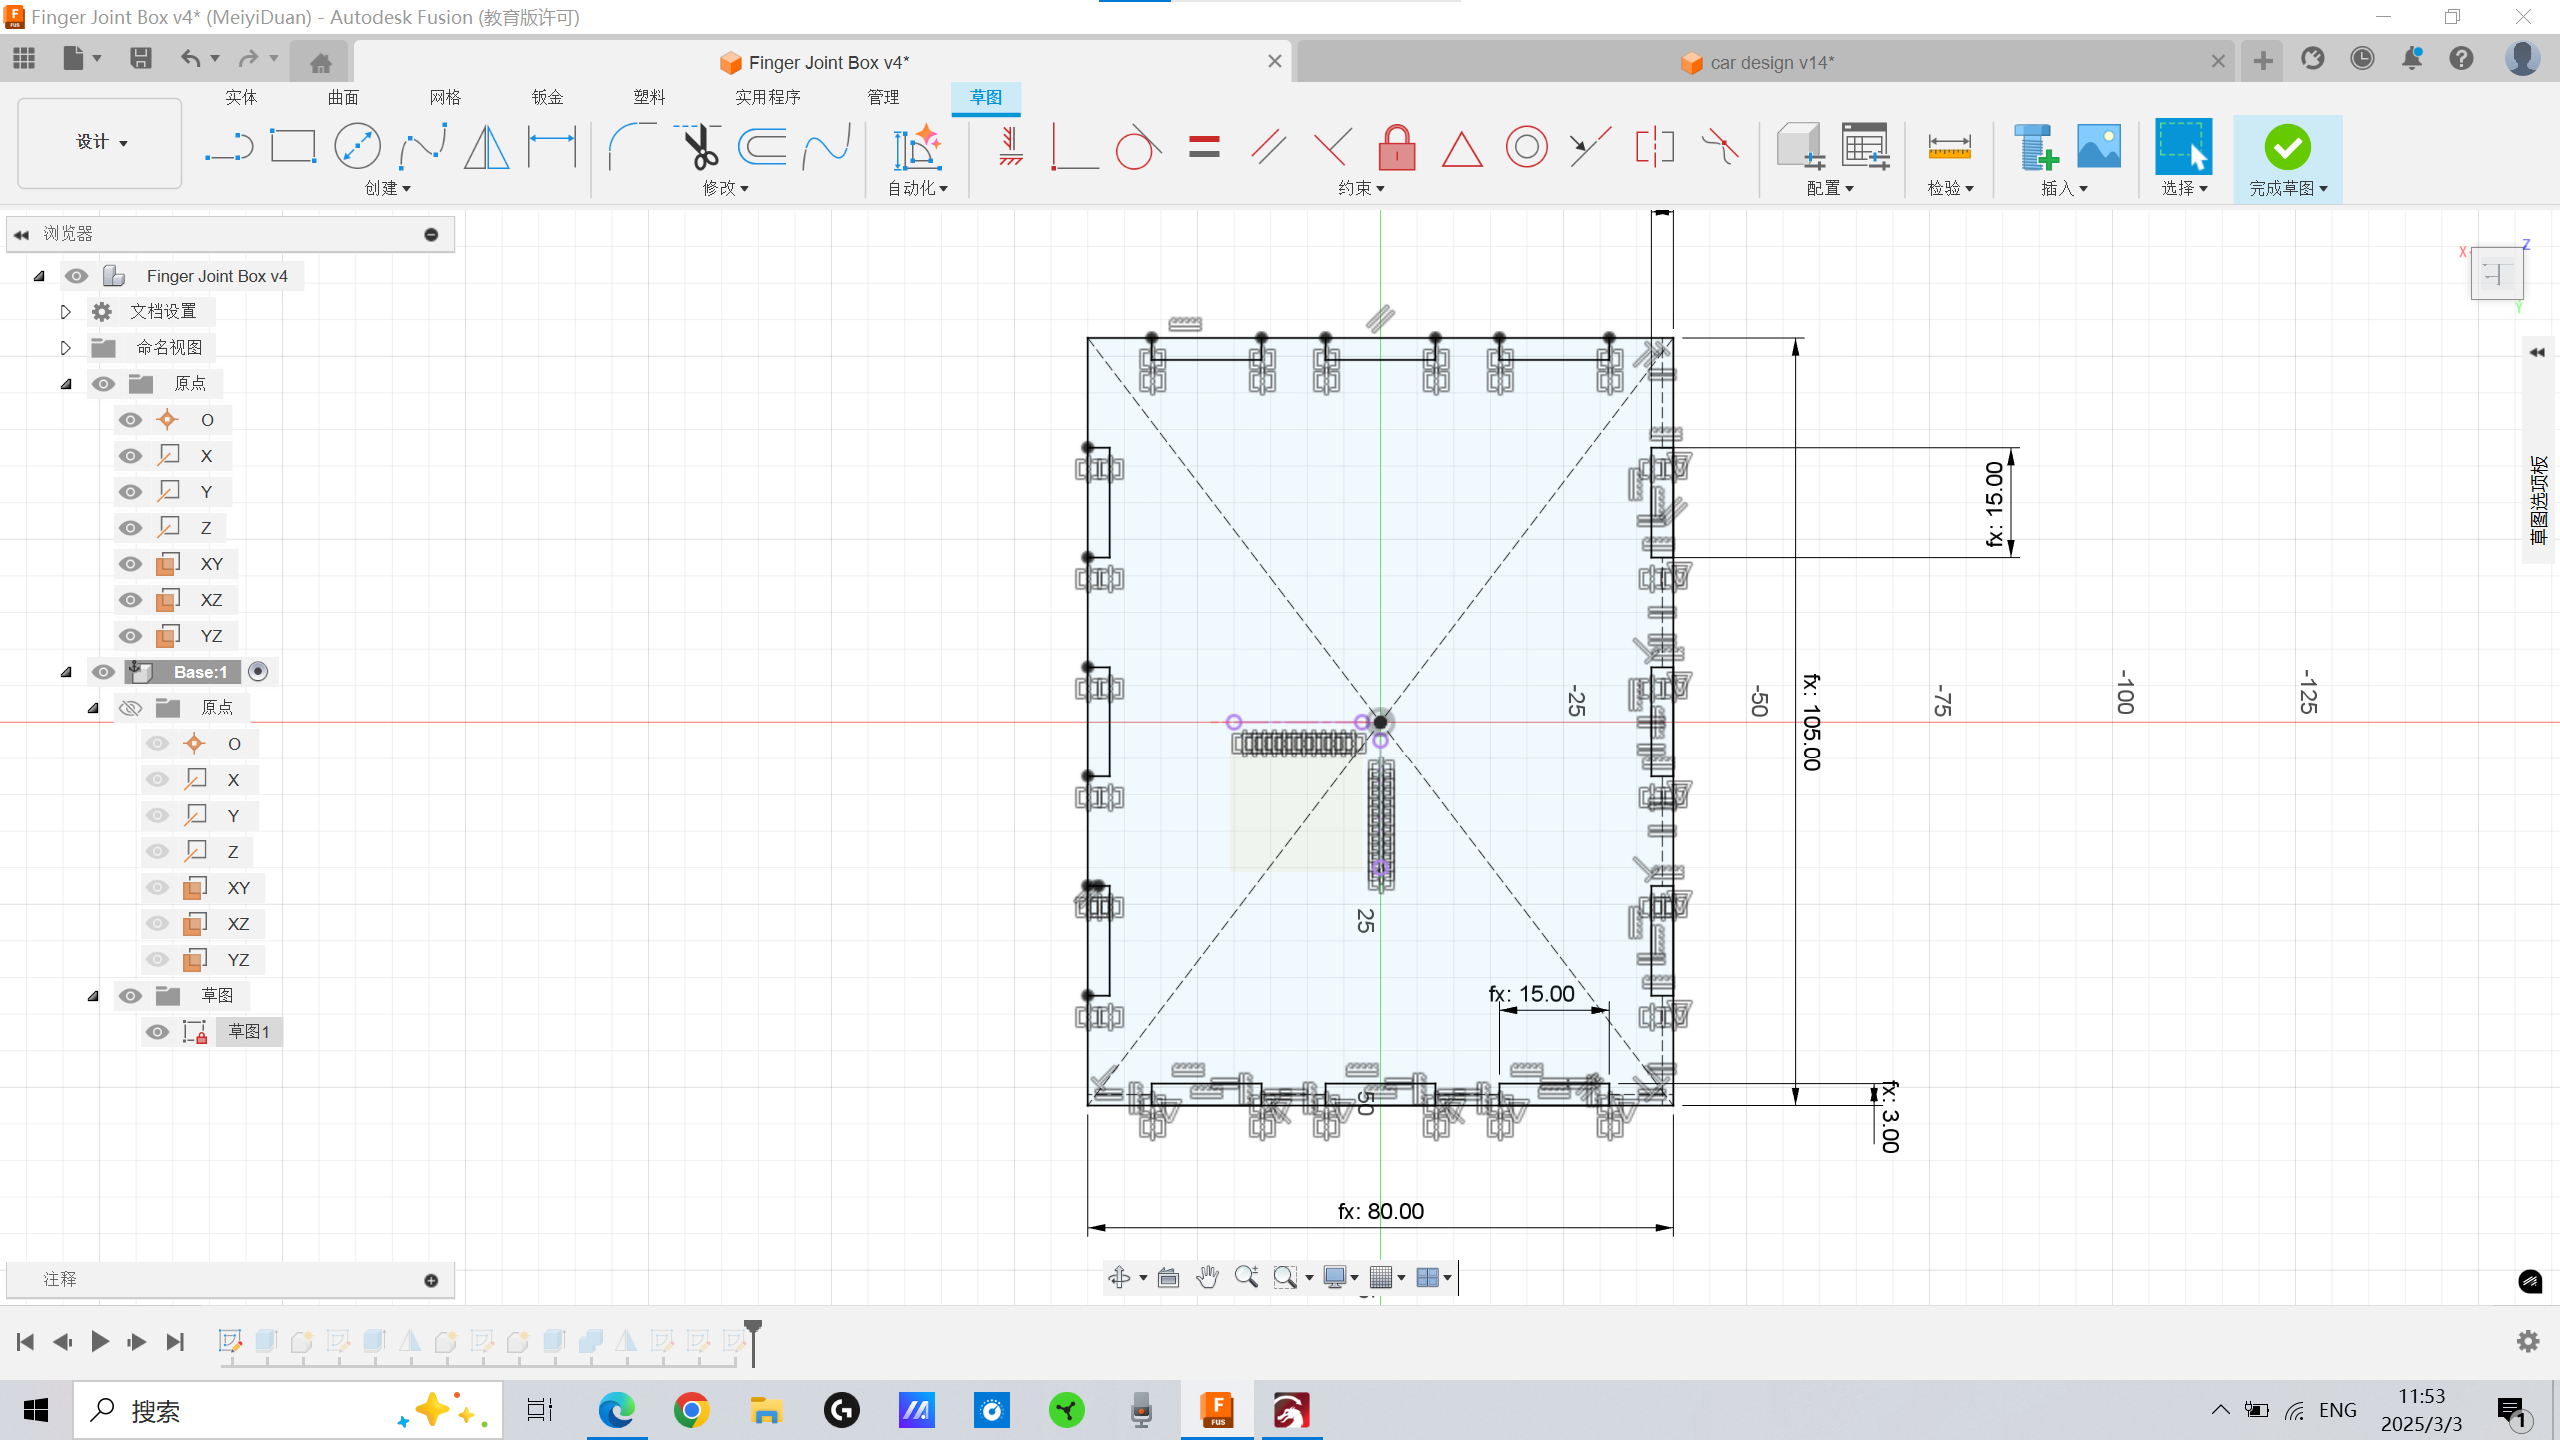 Finger Joint Box v4* (MeiyiDuan) - Autodesk Fusion (教育版许可)
Finger Joint Box v4*
car design v14*
实体
曲面
网格
钣金
塑料
实用程序
管理
草图
设计
创建
修改
自动化
约束
配置
检验
插入
选择
完成草图
浏览器
Finger Joint Box v4
文档设置
命名视图
原点
O
X
Y
Z
XY
XZ
YZ
Base:1
原点
O
X
Y
Z
XY
XZ
YZ
草图
草图1
X
Z
Y
草图选项板
fx: 15.00
fx: 105.00
-25
-50
-75
-100
-125
25
50
fx: 15.00
fx: 3.00
fx: 80.00
注释
搜索
F
FUS
ENG
11:53
2025/3/3
1